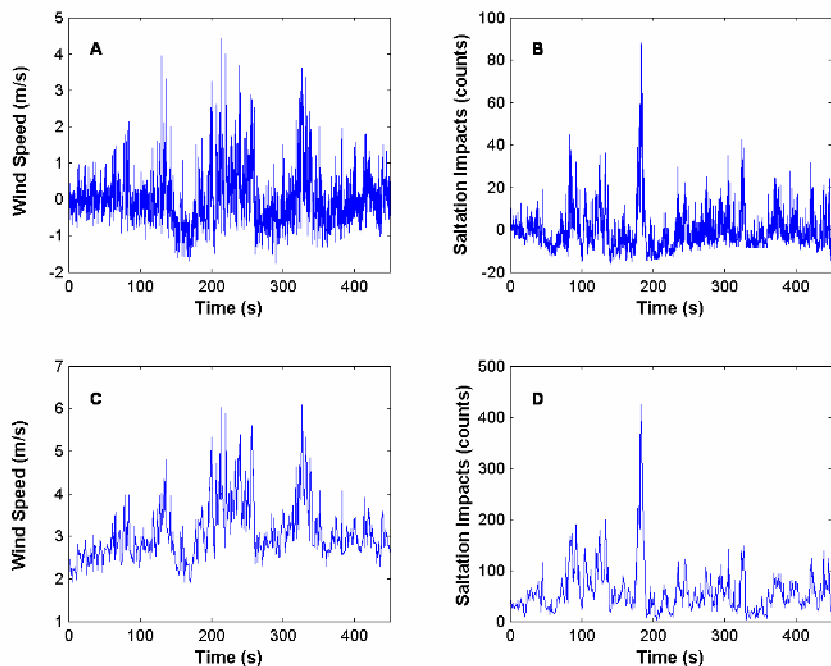 A
Wind Speed (m/s)
5
4
3
2
1
0
-1
-2
0 100 200 300 400
Time (s)
B
Saltation Impacts (counts)
100
80
60
40
20
0
-20
0 100 200 300 400
Time (s)
C
Wind Speed (m/s)
7
6
5
4
3
2
1
0 100 200 300 400
Time (s)
D
Saltation Impacts (counts)
500
400
300
200
100
0
0 100 200 300 400
Time (s)